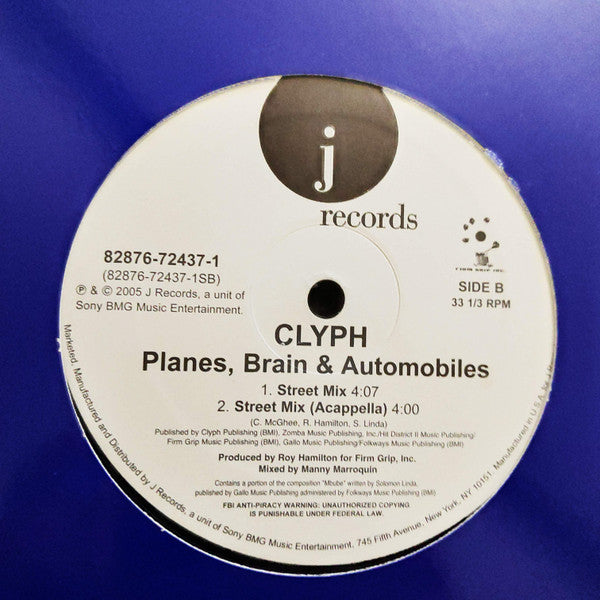 j
records
82876-72437-1
(82876-72437-1SB)
℗ & © 2005 J Records, a unit of
Sony BMG Music Entertainment.
FIRM GRIP INC.
SIDE B
33 1/3 RPM
CLYPH
Planes, Brain & Automobiles
1. Street Mix 4:07
2. Street Mix (Acappella) 4:00
(C. McGhee, R. Hamilton, S. Linda)
Published by Clyph Publishing (BMI), Zomba Music Publishing, Inc./Hit District II Music Publishing/
Firm Grip Music Publishing (BMI), Gallo Music Publishing/Folkways Music Publishing (BMI)
Produced by Roy Hamilton for Firm Grip, Inc.
Mixed by Manny Marroquin
Contains a portion of the composition "Mbube" written by Solomon Linda,
published by Gallo Music Publishing administered by Folkways Music Publishing (BMI)
FBI ANTI-PIRACY WARNING: UNAUTHORIZED COPYING
IS PUNISHABLE UNDER FEDERAL LAW.
Marketed, Manufactured and Distributed by J Records, a unit of Sony BMG Music Entertainment, 745 Fifth Avenue, New York, NY 10151. Manufactured in U.S.A. by